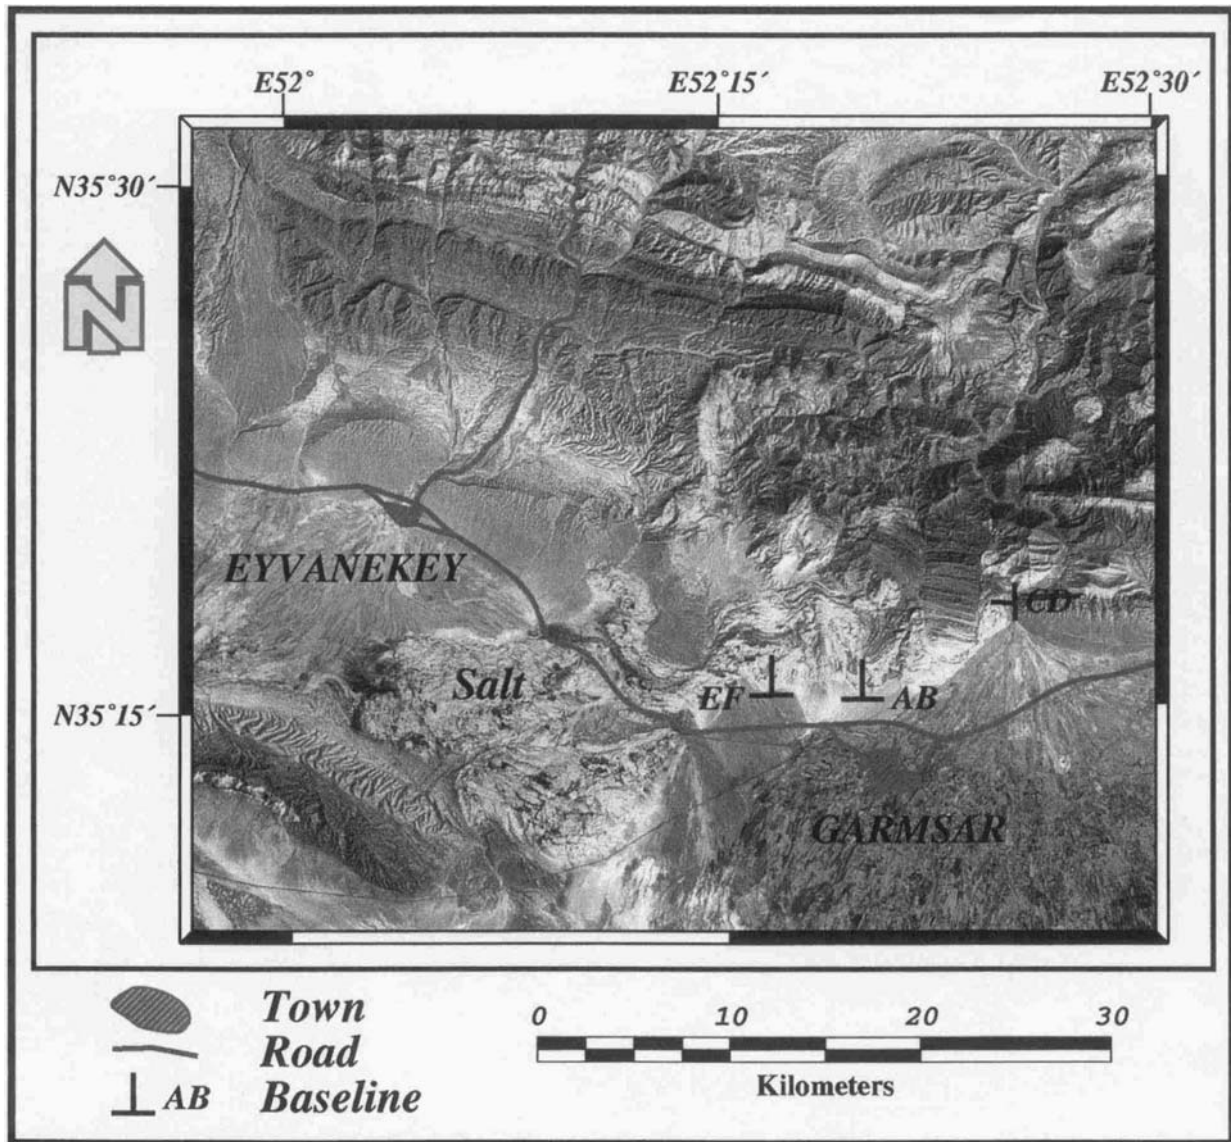 E52° E52°15´ E52°30´
N35°30´
N
EYVANEKEY
CD
Salt
EF AB
N35°15´
GARMSAR
Town
Road
AB Baseline
0 10 20 30
Kilometers